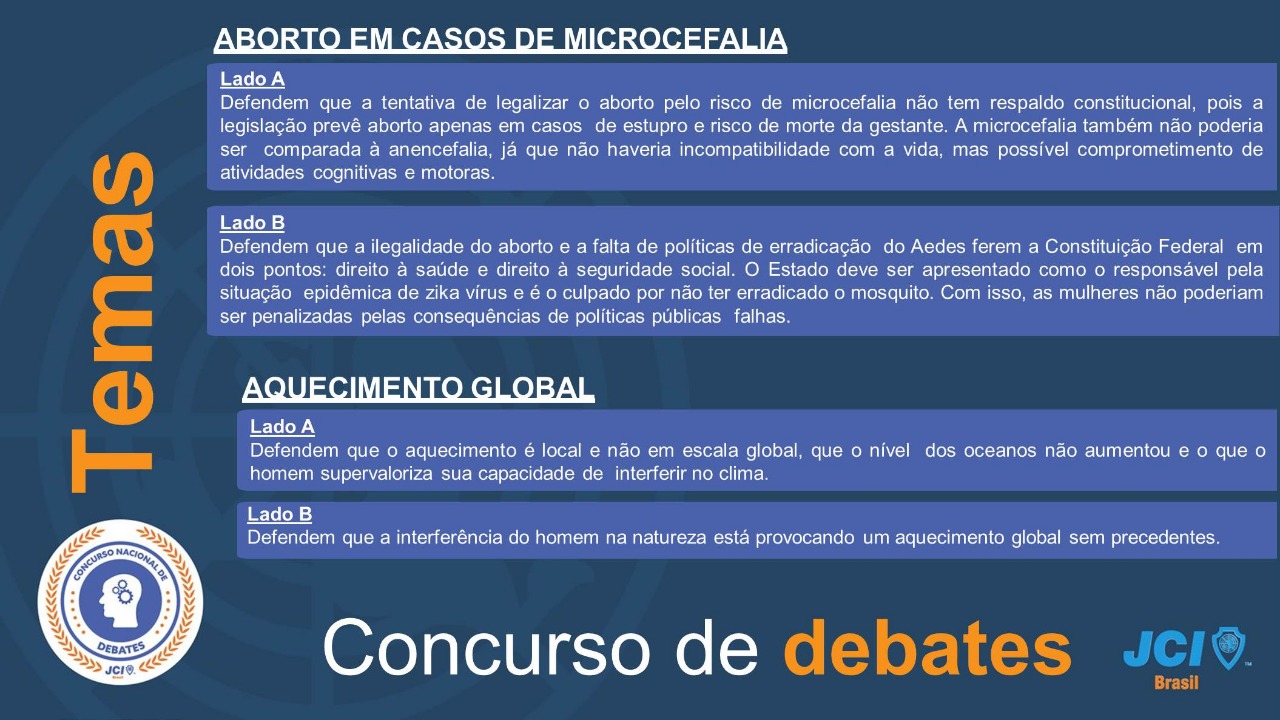 ABORTO EM CASOS DE MICROCEFALIA
Lado A
Defendem que a tentativa de legalizar o aborto pelo risco de microcefalia não tem respaldo constitucional, pois a
legislação prevê aborto apenas em casos de estupro e risco de morte da gestante. A microcefalia também não poderia
ser comparada à anencefalia, já que não haveria incompatibilidade com a vida, mas possível comprometimento de
atividades cognitivas e motoras.
Lado B
Defendem que a ilegalidade do aborto e a falta de políticas de erradicação do Aedes ferem a Constituição Federal em
dois pontos: direito à saúde e direito à seguridade social. O Estado deve ser apresentado como o responsável pela
situação epidêmica de zika vírus e é o culpado por não ter erradicado o mosquito. Com isso, as mulheres não poderiam
ser penalizadas pelas consequências de políticas públicas falhas.
Temas
AQUECIMENTO GLOBAL
Lado A
Defendem que o aquecimento é local e não em escala global, que o nível dos oceanos não aumentou e o que o
homem supervaloriza sua capacidade de interferir no clima.
Lado B
Defendem que a interferência do homem na natureza está provocando um aquecimento global sem precedentes.
CONCURSO NACIONAL DE
DEBATES
JCI
Brasil
Concurso de debates
JCI
TM
Brasil